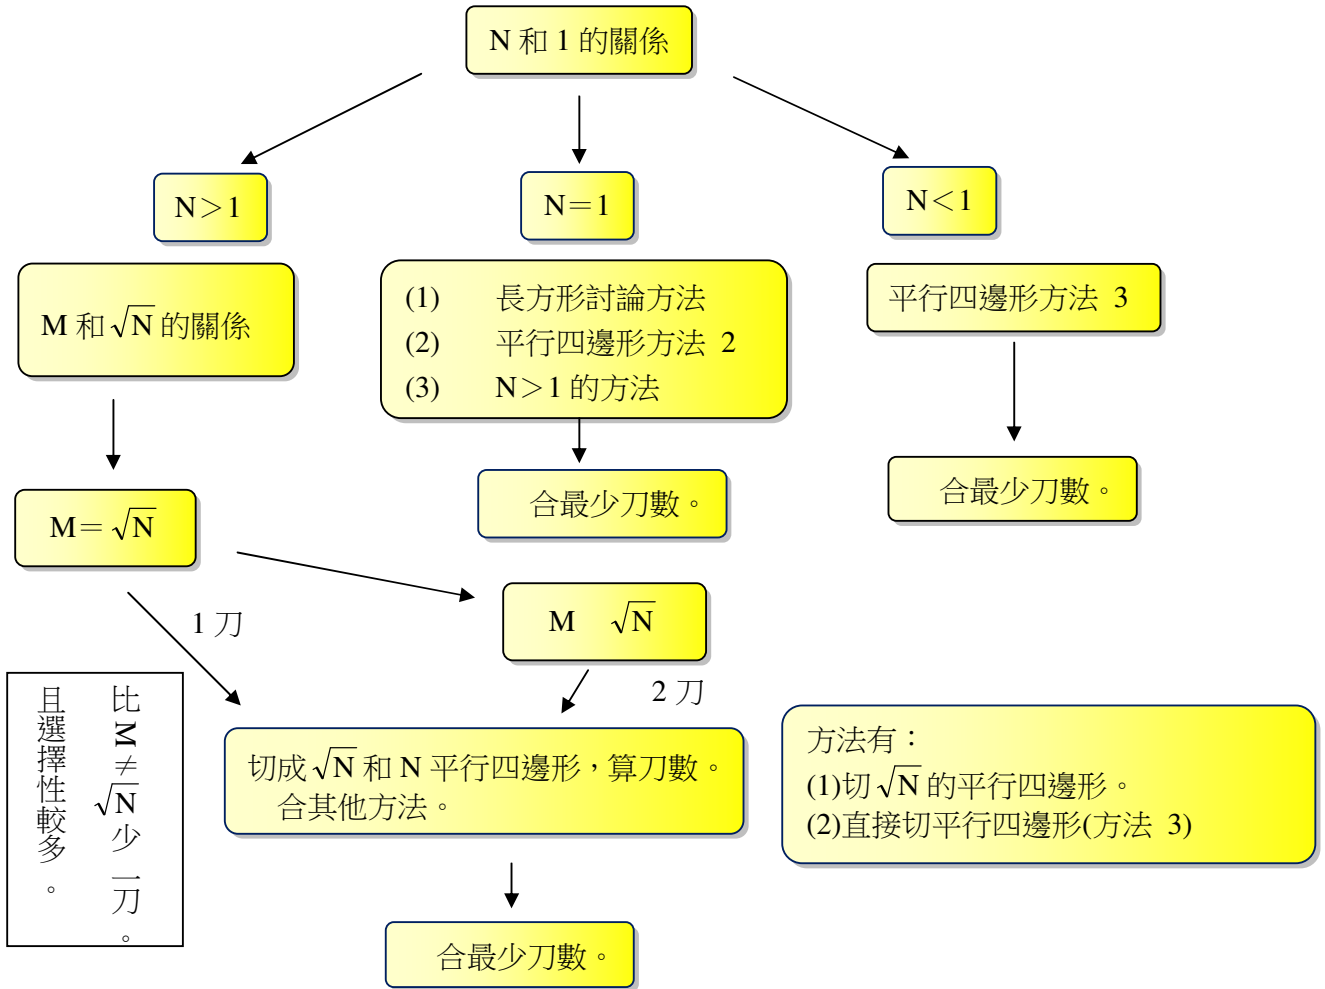 N 和 1 的關係
N＞1
N＝1
N＜1
M 和 √N 的關係
(1) 長方形討論方法
(2) 平行四邊形方法 2
(3) N＞1 的方法
平行四邊形方法 3
合最少刀數。
合最少刀數。
M＝ √N
M √N
1 刀
2 刀
比 M ≠ √N 少一刀。
且選擇性較多。
切成 √N 和 N 平行四邊形，算刀數。
合其他方法。
方法有：
(1)切 √N 的平行四邊形。
(2)直接切平行四邊形(方法 3)
合最少刀數。